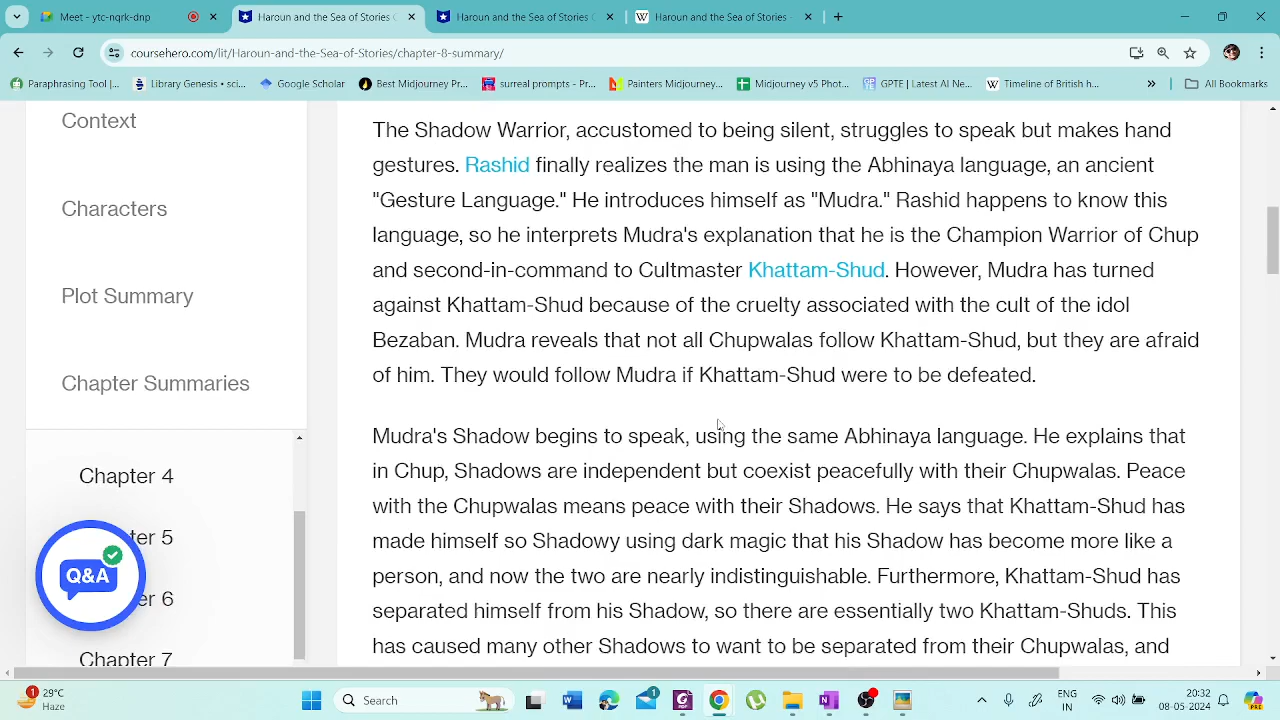 Meet - ytc-nqrk-dnp
Haroun and the Sea of Stories C
Haroun and the Sea of Stories C
Haroun and the Sea of Stories -
coursehero.com/lit/Haroun-and-the-Sea-of-Stories/chapter-8-summary/
Paraphrasing Tool |... Library Genesis • sci... Google Scholar Best Midjourney Pr... surreal prompts - Pr... Painters Midjourney... Midjourney v5 Phot... GPTE | Latest AI Ne... Timeline of British h... » All Bookmarks
Context
Characters
Plot Summary
Chapter Summaries
Chapter 4
ter 5
er 6
Chapter 7
Q&A
The Shadow Warrior, accustomed to being silent, struggles to speak but makes hand
gestures. Rashid finally realizes the man is using the Abhinaya language, an ancient
"Gesture Language." He introduces himself as "Mudra." Rashid happens to know this
language, so he interprets Mudra's explanation that he is the Champion Warrior of Chup
and second-in-command to Cultmaster Khattam-Shud. However, Mudra has turned
against Khattam-Shud because of the cruelty associated with the cult of the idol
Bezaban. Mudra reveals that not all Chupwalas follow Khattam-Shud, but they are afraid
of him. They would follow Mudra if Khattam-Shud were to be defeated.
Mudra's Shadow begins to speak, using the same Abhinaya language. He explains that
in Chup, Shadows are independent but coexist peacefully with their Chupwalas. Peace
with the Chupwalas means peace with their Shadows. He says that Khattam-Shud has
made himself so Shadowy using dark magic that his Shadow has become more like a
person, and now the two are nearly indistinguishable. Furthermore, Khattam-Shud has
separated himself from his Shadow, so there are essentially two Khattam-Shuds. This
has caused many other Shadows to want to be separated from their Chupwalas, and
1
29°C
Haze
Search
1
ENG
IN
20:32
08-05-2024